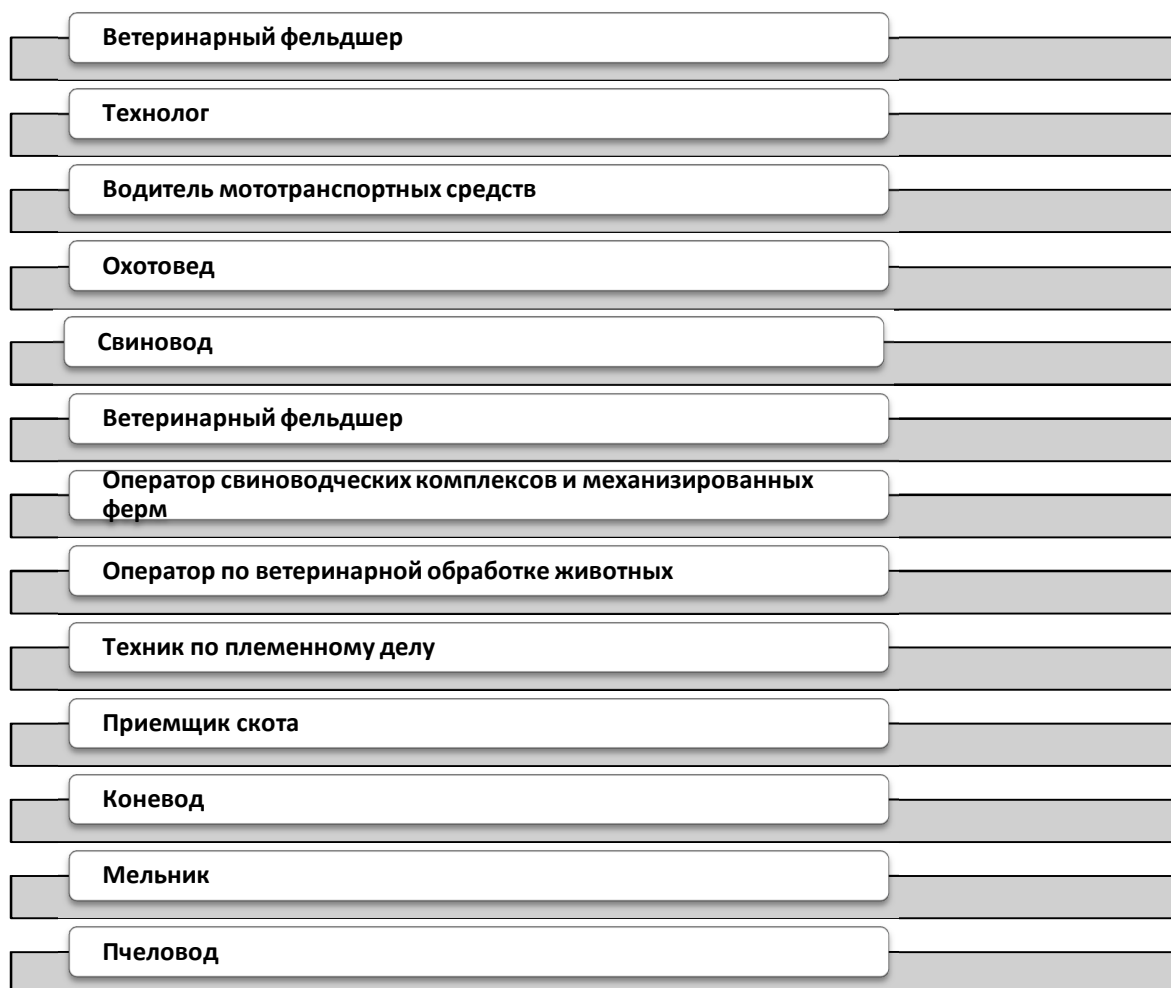 Ветеринарный фельдшер
Технолог
Водитель мототранспортных средств
Охотовед
Свиновод
Ветеринарный фельдшер
Оператор свиноводческих комплексов и механизированных
ферм
Оператор по ветеринарной обработке животных
Техник по племенному делу
Приемщик скота
Коневод
Мельник
Пчеловод